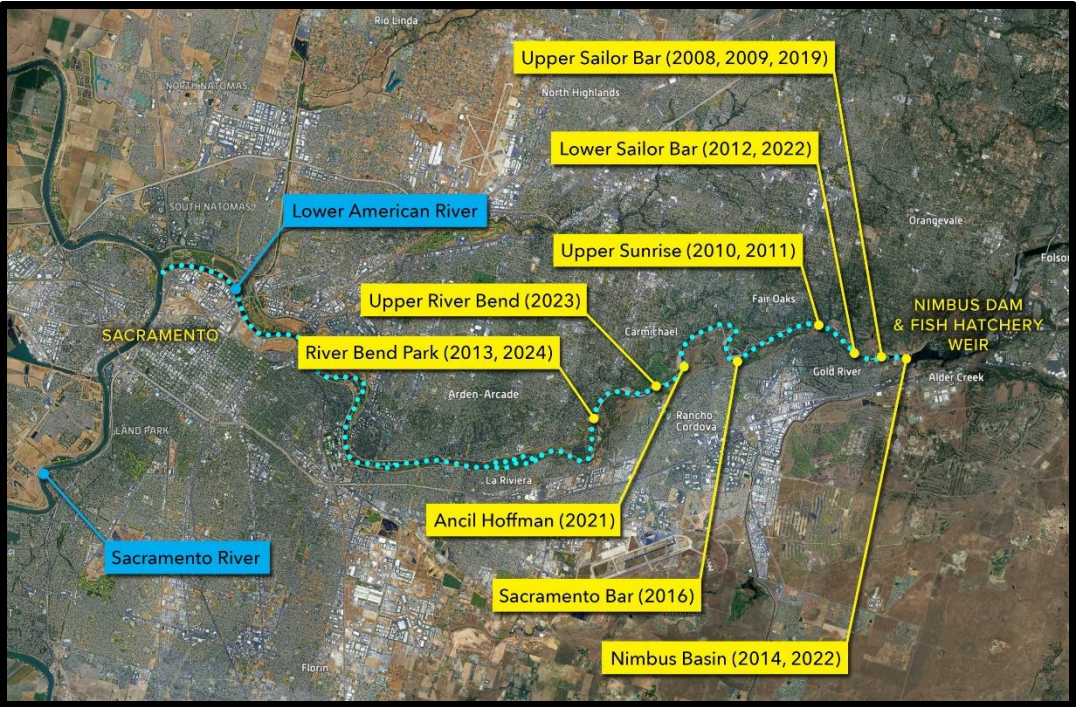 Rio Linda
Upper Sailor Bar (2008, 2009, 2019)
NORTH NATOMAS
North Highlands
Lower Sailor Bar (2012, 2022)
SOUTH NATOMAS
Lower American River
Orangevale
Upper Sunrise (2010, 2011)
Folso
Upper River Bend (2023)
Fair Oaks
NIMBUS DAM
& FISH HATCHERY
WEIR
SACRAMENTO
Carmichael
River Bend Park (2013, 2024)
Gold River
Alder Creek
Arden-Arcade
Rancho
Cordova
LAND PARK
La Riviera
Ancil Hoffman (2021)
Sacramento River
Sacramento Bar (2016)
Nimbus Basin (2014, 2022)
Florin